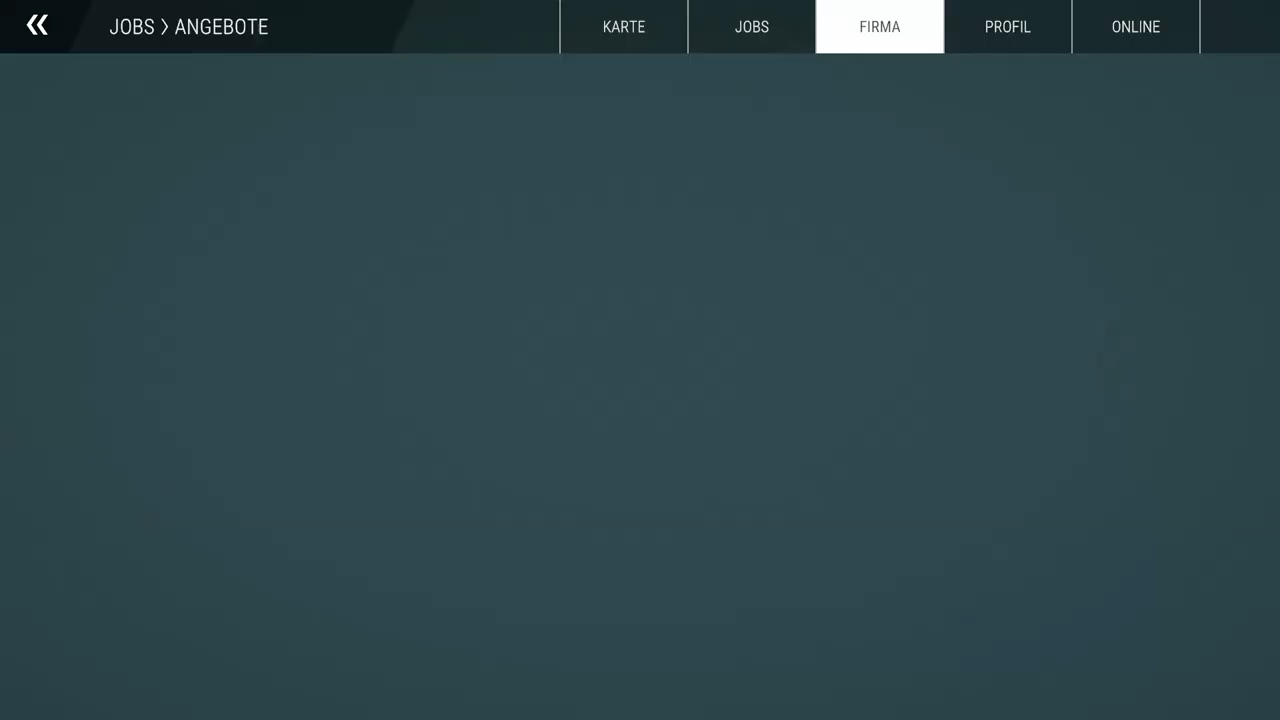 JOBS > ANGEBOTE
KARTE
JOBS
FIRMA
PROFIL
ONLINE